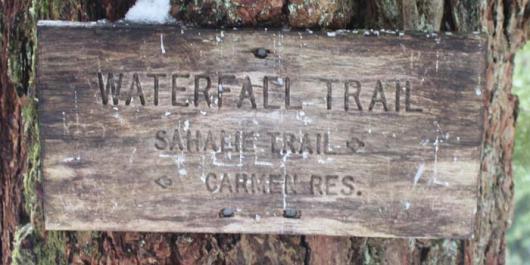 WATERFALL TRAIL
SAHALIE TRAIL
CARMEN RES.